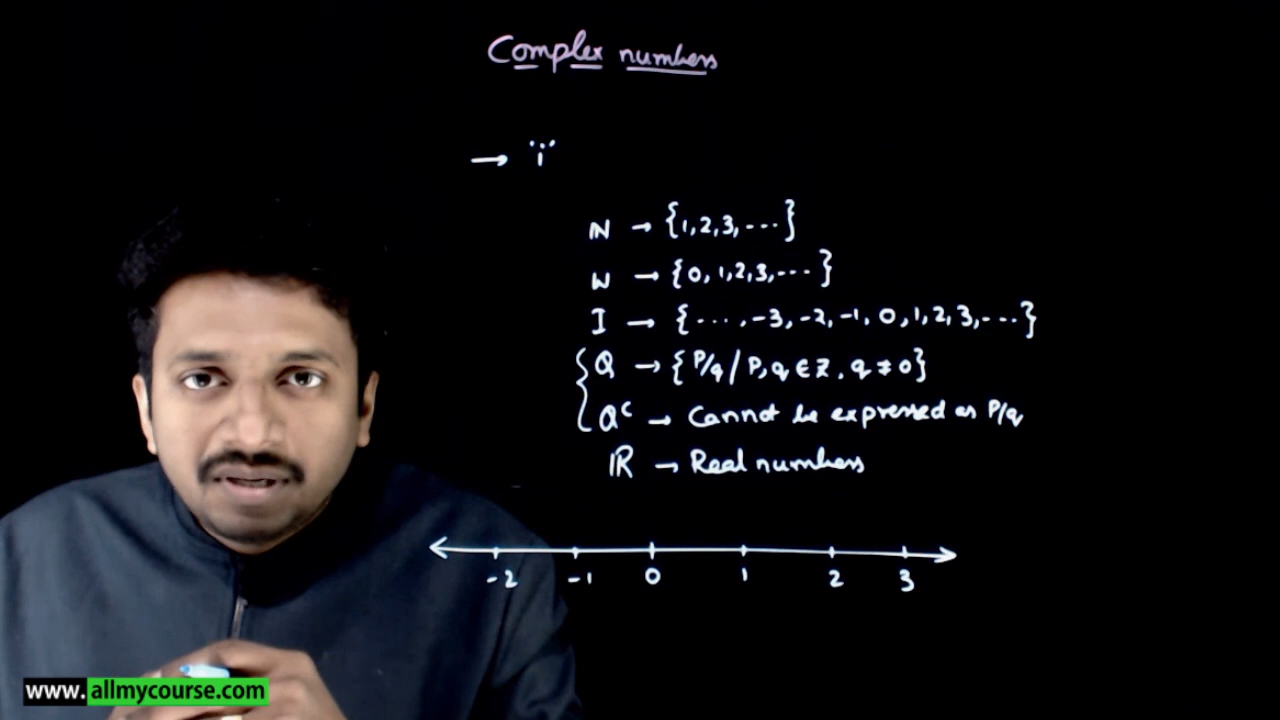 Complex numbers
→ "i"
ℕ → {1,2,3,---}
W → {0,1,2,3,---}
I → {---,-3,-2,-1,0,1,2,3,---}
Q → {P/q / P,q ∈ Z, q ≠ 0}
Qᶜ → Cannot be expressed as P/q
ℝ → Real numbers
-2 -1 0 1 2 3
www.allmycourse.com